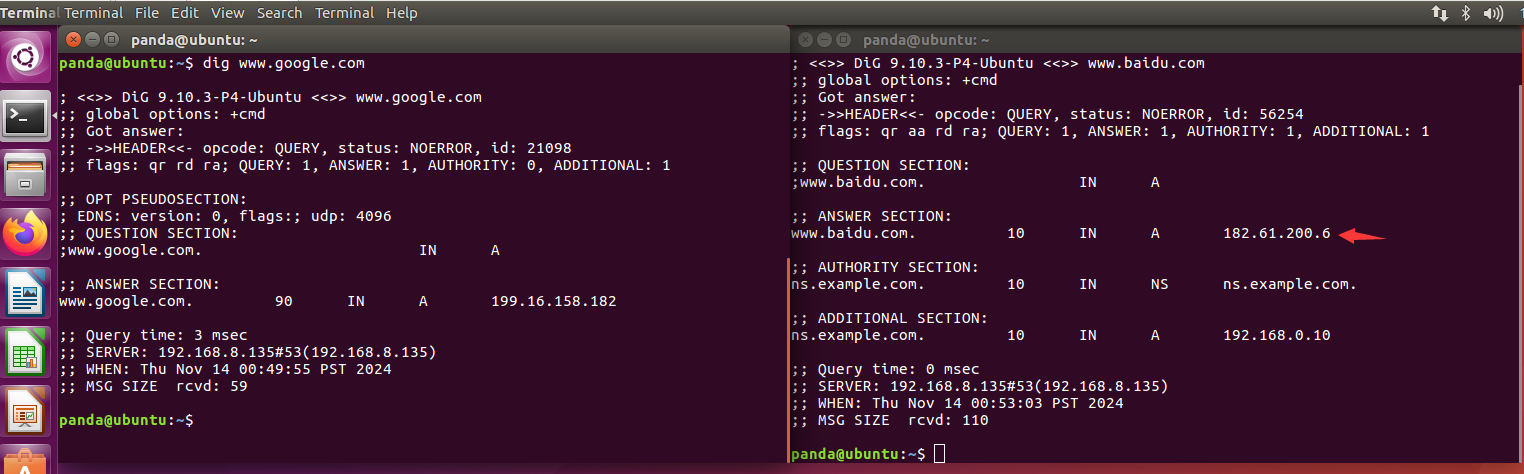 Terminal Terminal File Edit View Search Terminal Help
panda@ubuntu: ~
panda@ubuntu:~$ dig www.google.com
; <<>> DiG 9.10.3-P4-Ubuntu <<>> www.google.com
;; global options: +cmd
;; Got answer:
;; ->>HEADER<<- opcode: QUERY, status: NOERROR, id: 21098
;; flags: qr rd ra; QUERY: 1, ANSWER: 1, AUTHORITY: 0, ADDITIONAL: 1
;; OPT PSEUDOSECTION:
; EDNS: version: 0, flags:; udp: 4096
;; QUESTION SECTION:
;www.google.com. IN A
;; ANSWER SECTION:
www.google.com. 90 IN A 199.16.158.182
;; Query time: 3 msec
;; SERVER: 192.168.8.135#53(192.168.8.135)
;; WHEN: Thu Nov 14 00:49:55 PST 2024
;; MSG SIZE rcvd: 59
panda@ubuntu:~$
panda@ubuntu: ~
; <<>> DiG 9.10.3-P4-Ubuntu <<>> www.baidu.com
;; global options: +cmd
;; Got answer:
;; ->>HEADER<<- opcode: QUERY, status: NOERROR, id: 56254
;; flags: qr aa rd ra; QUERY: 1, ANSWER: 1, AUTHORITY: 1, ADDITIONAL: 1
;; QUESTION SECTION:
;www.baidu.com. IN A
;; ANSWER SECTION:
www.baidu.com. 10 IN A 182.61.200.6
;; AUTHORITY SECTION:
ns.example.com. 10 IN NS ns.example.com.
;; ADDITIONAL SECTION:
ns.example.com. 10 IN A 192.168.0.10
;; Query time: 0 msec
;; SERVER: 192.168.8.135#53(192.168.8.135)
;; WHEN: Thu Nov 14 00:53:03 PST 2024
;; MSG SIZE rcvd: 110
panda@ubuntu:~$